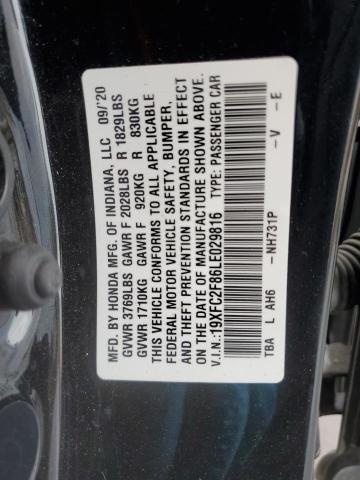 MFD. BY HONDA MFG. OF INDIANA, LLC 09/'20
GVWR 3769LBS GAWR F 2028LBS R 1829LBS
GVWR 1710KG GAWR F 920KG R 830KG
THIS VEHICLE CONFORMS TO ALL APPLICABLE
FEDERAL MOTOR VEHICLE SAFETY, BUMPER,
AND THEFT PREVENTION STANDARDS IN EFFECT
ON THE DATE OF MANUFACTURE SHOWN ABOVE.
V.I.N.: 19XFC2F86LE029816 TYPE: PASSENGER CAR
TBA L AH6 -NH731P -V -E